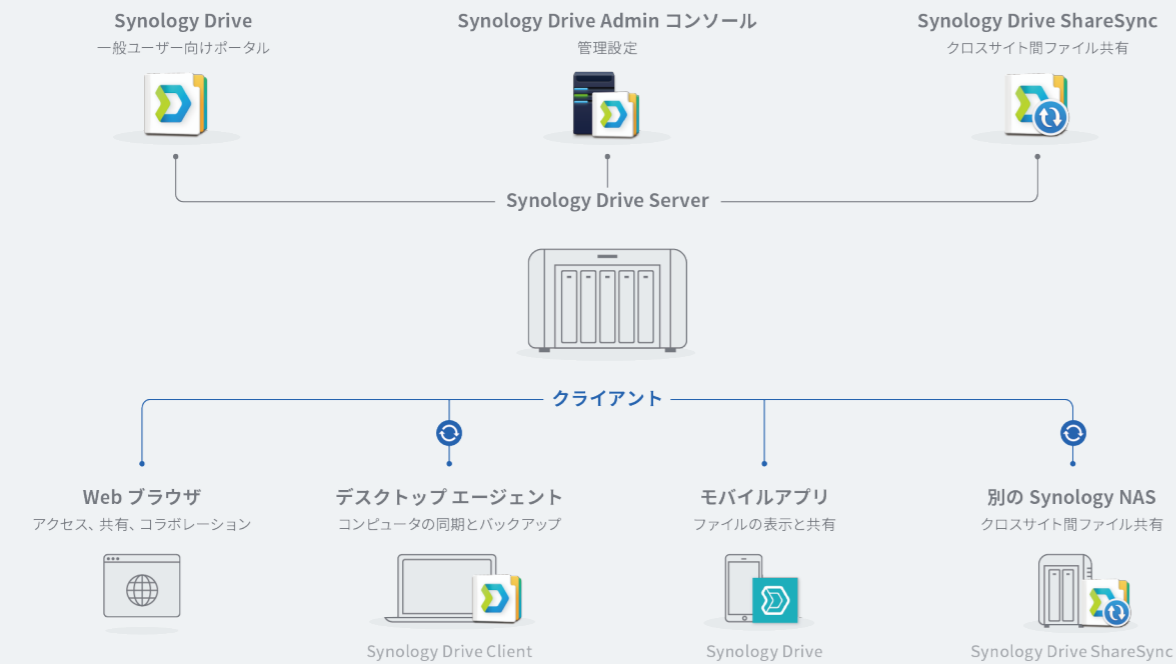 Synology Drive
一般ユーザー向けポータル
Synology Drive Admin コンソール
管理設定
Synology Drive ShareSync
クロスサイト間ファイル共有
Synology Drive Server
クライアント
Web ブラウザ
アクセス、共有、コラボレーション
デスクトップ エージェント
コンピュータの同期とバックアップ
Synology Drive Client
モバイルアプリ
ファイルの表示と共有
Synology Drive
別の Synology NAS
クロスサイト間ファイル共有
Synology Drive ShareSync